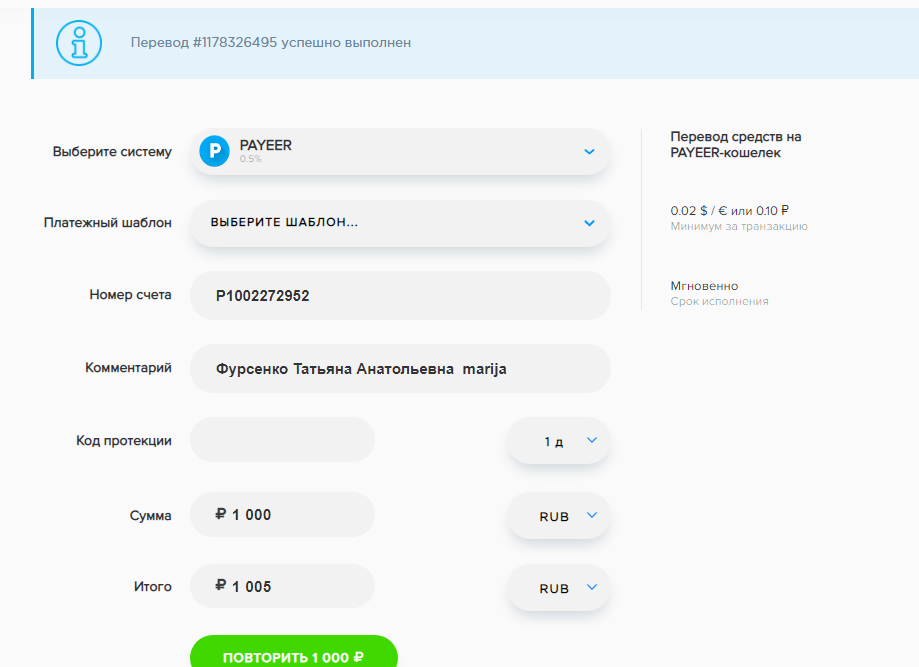 Перевод #1178326495 успешно выполнен
Выберите систему
P
PAYEER
0.5%
Перевод средств на
PAYEER-кошелек
Платежный шаблон
ВЫБЕРИТЕ ШАБЛОН...
0.02 $ / € или 0.10 ₽
Минимум за транзакцию
Номер счета
P1002272952
Мгновенно
Срок исполнения
Комментарий
Фурсенко Татьяна Анатольевна marija
Код протекции
1 д
Сумма
₽ 1 000
RUB
Итого
₽ 1 005
RUB
ПОВТОРИТЬ 1 000 ₽